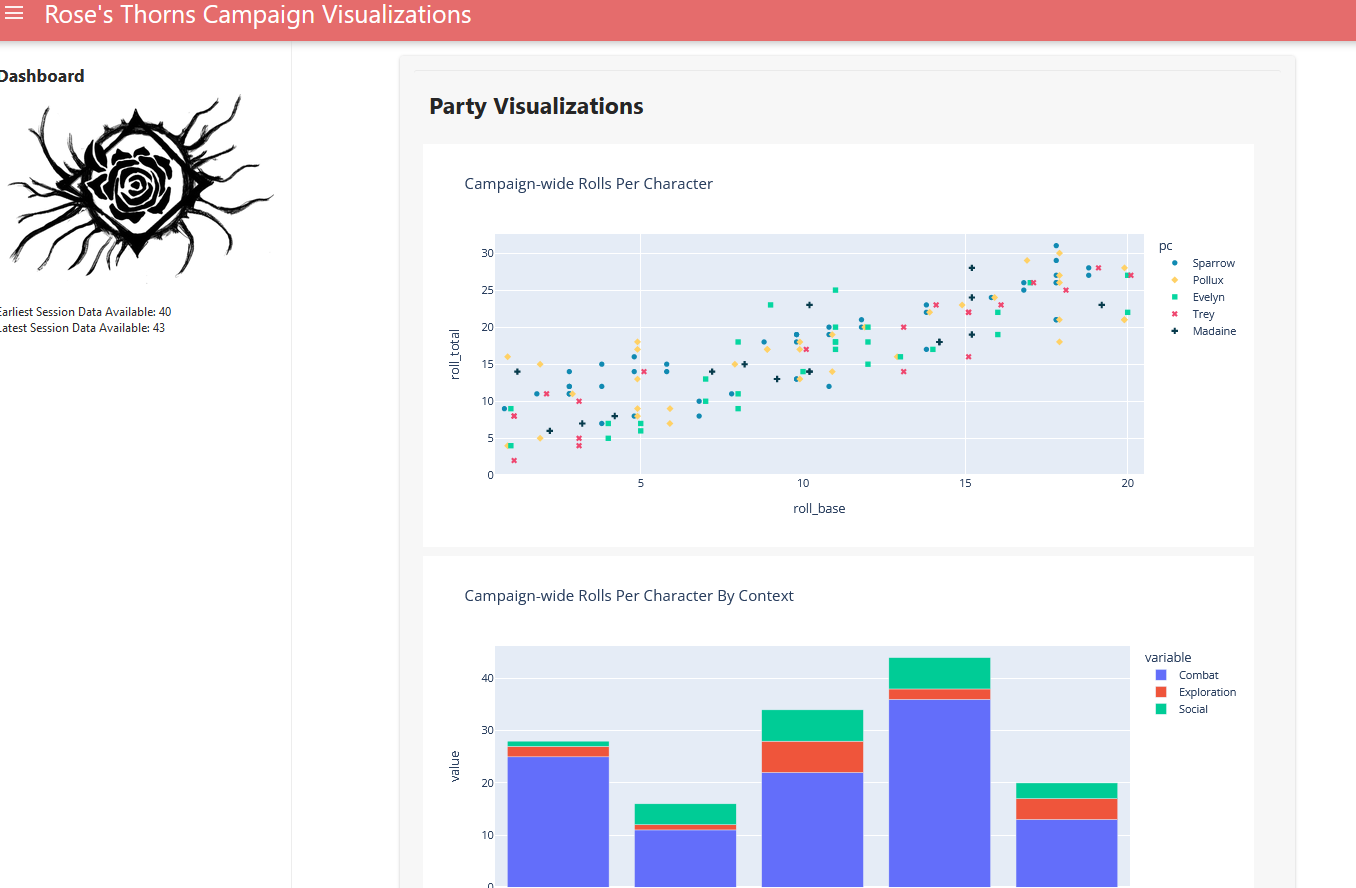 Rose's Thorns Campaign Visualizations
Dashboard
Earliest Session Data Available: 40
Latest Session Data Available: 43
Party Visualizations
Campaign-wide Rolls Per Character
roll_total
30
25
20
15
10
5
0
5
10
15
20
roll_base
pc
Sparrow
Pollux
Evelyn
Trey
Madaine
Campaign-wide Rolls Per Character By Context
value
40
30
20
10
0
variable
Combat
Exploration
Social